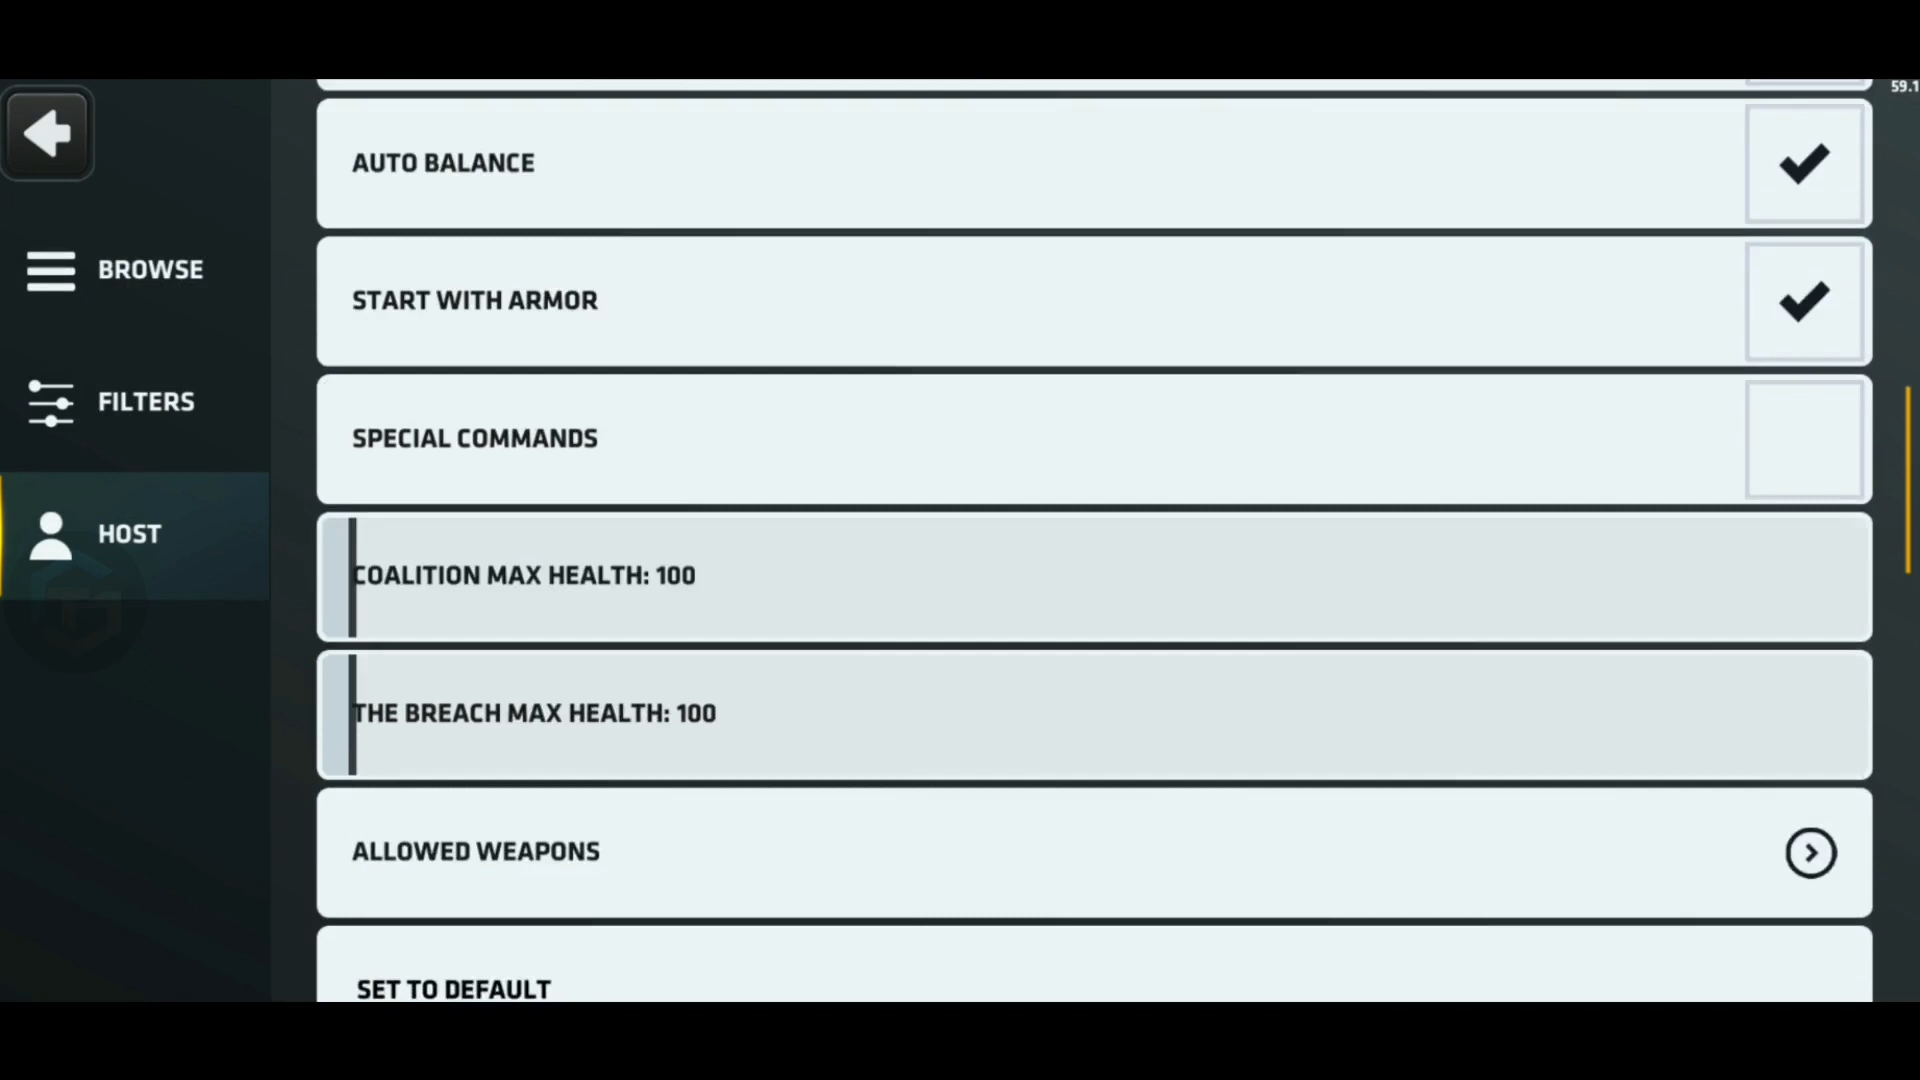 59.1
AUTO BALANCE
BROWSE
START WITH ARMOR
FILTERS
SPECIAL COMMANDS
HOST
COALITION MAX HEALTH: 100
THE BREACH MAX HEALTH: 100
ALLOWED WEAPONS
SET TO DEFAULT